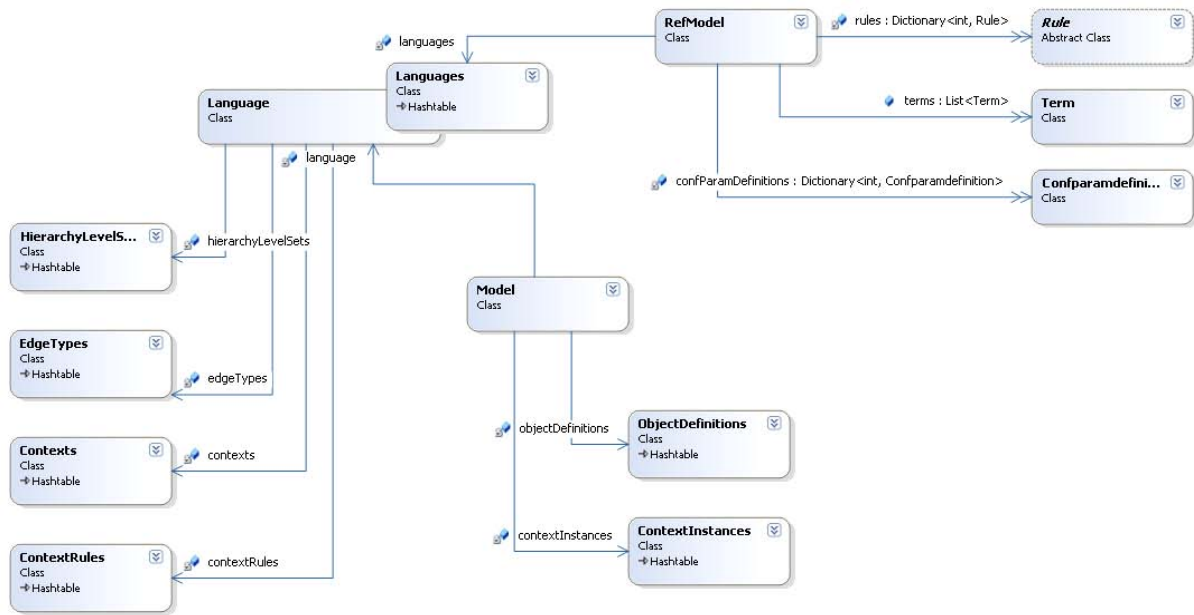 RefModel
Class
rules : Dictionary<int, Rule>
Rule
Abstract Class
languages
Languages
Class
Hashtable
Language
Class
terms : List<Term>
Term
Class
language
confParamDefinitions : Dictionary<int, Confparamdefinition>
Confparamdefini...
Class
HierarchyLevelS...
Class
Hashtable
hierarchyLevelSets
Model
Class
EdgeTypes
Class
Hashtable
edgeTypes
objectDefinitions
ObjectDefinitions
Class
Hashtable
Contexts
Class
Hashtable
contexts
contextInstances
ContextInstances
Class
Hashtable
ContextRules
Class
Hashtable
contextRules